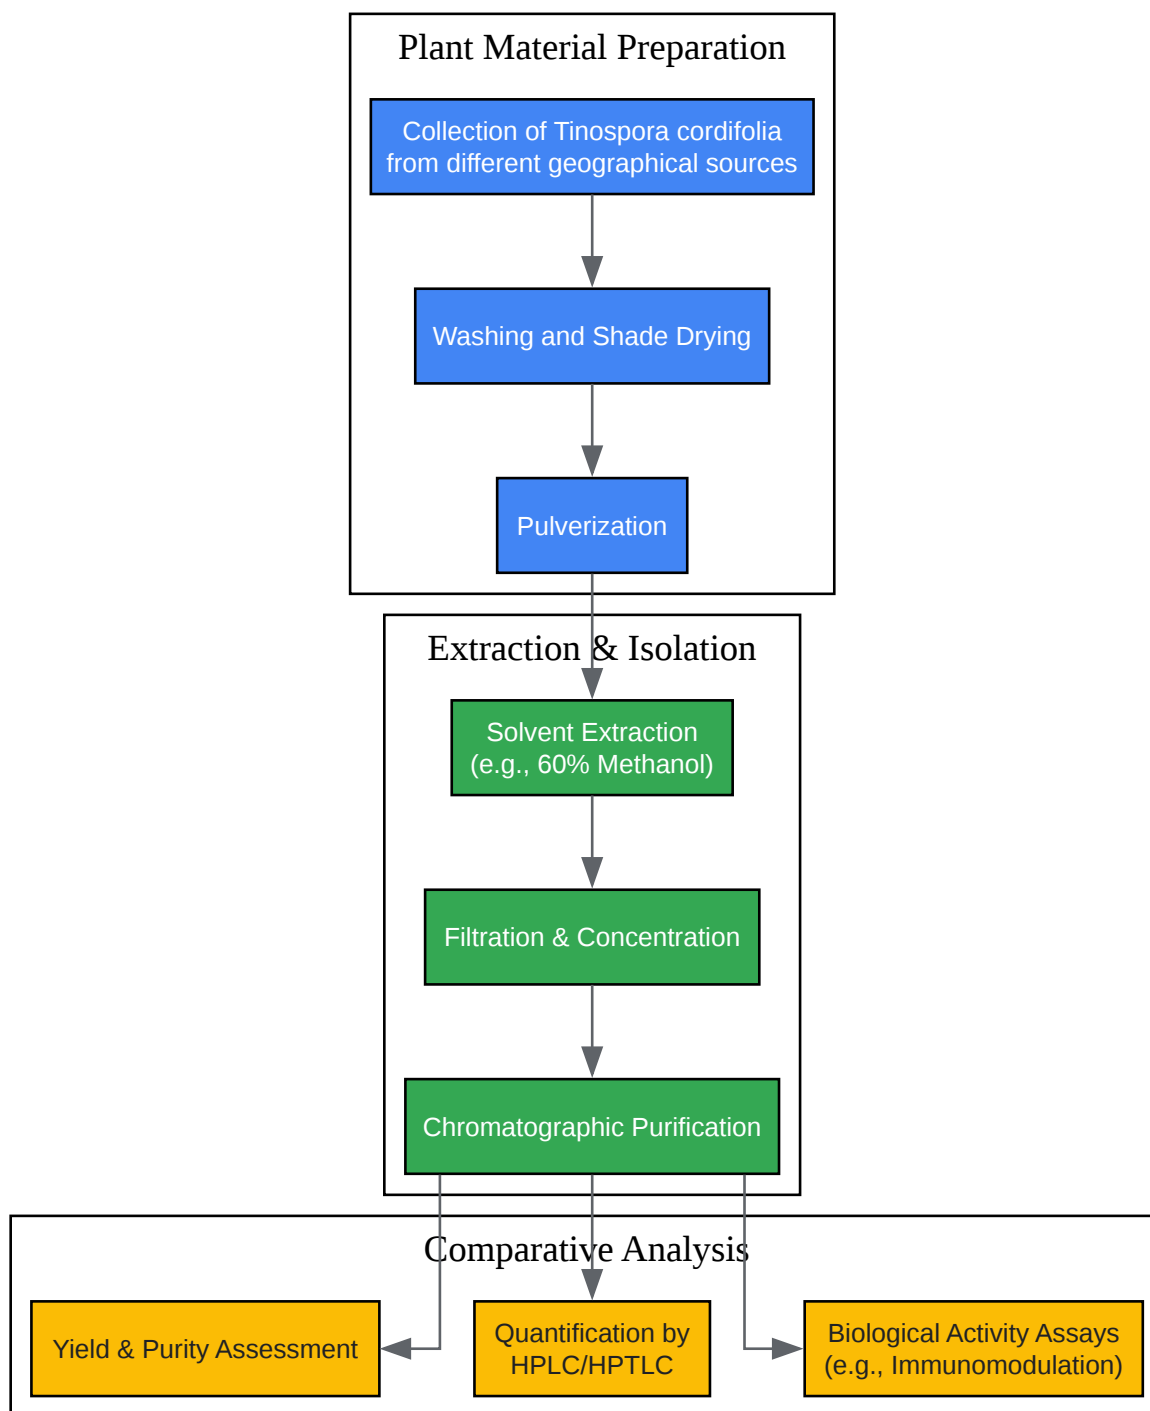 Plant Material Preparation
Collection of Tinospora cordifolia
from different geographical sources
Washing and Shade Drying
Pulverization
Extraction & Isolation
Solvent Extraction
(e.g., 60% Methanol)
Filtration & Concentration
Chromatographic Purification
Comparative Analysis
Yield & Purity Assessment
Quantification by
HPLC/HPTLC
Biological Activity Assays
(e.g., Immunomodulation)